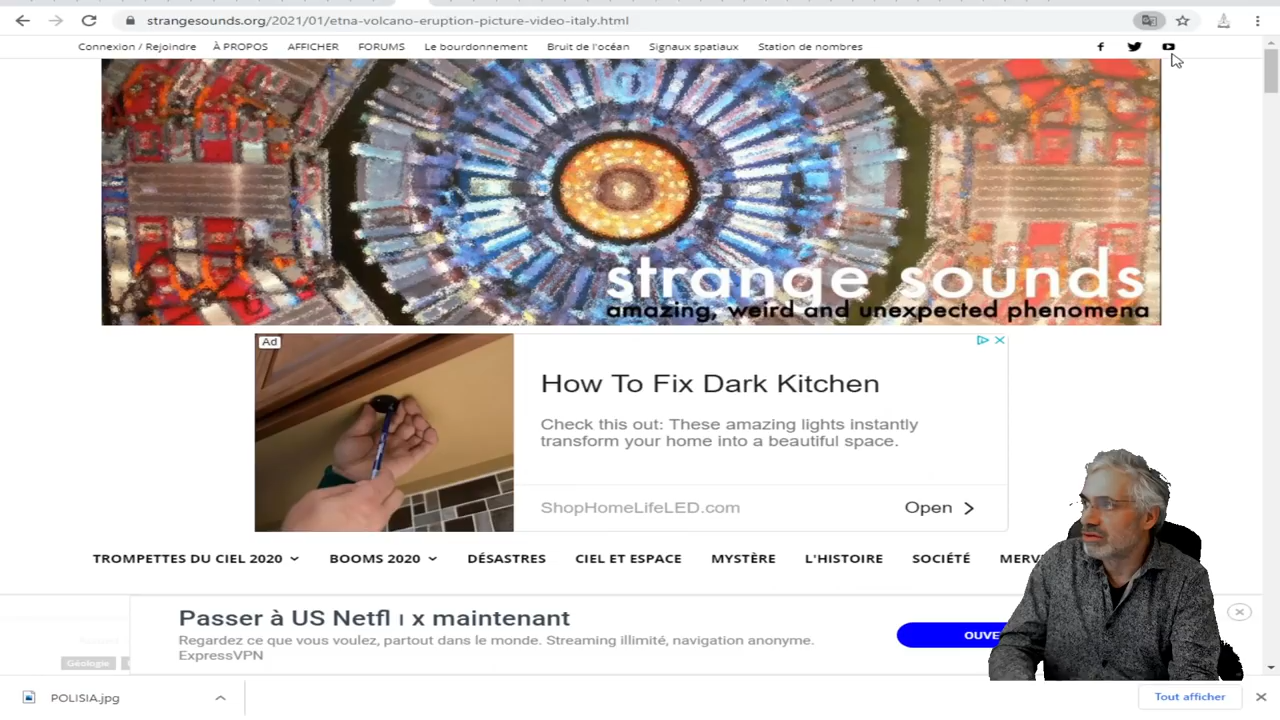 strangesounds.org/2021/01/etna-volcano-eruption-picture-video-italy.html
Connexion / Rejoindre À PROPOS AFFICHER FORUMS Le bourdonnement Bruit de l'océan Signaux spatiaux Station de nombres
strange sounds
amazing, weird and unexpected phenomena
Ad
How To Fix Dark Kitchen
Check this out: These amazing lights instantly
transform your home into a beautiful space.
ShopHomeLifeLED.com
Open
TROMPETTES DU CIEL 2020 BOOMS 2020 DÉSASTRES CIEL ET ESPACE MYSTÈRE L'HISTOIRE SOCIÉTÉ
Passer à US Netfl ı x maintenant
Regardez ce que vous voulez, partout dans le monde. Streaming illimité, navigation anonyme.
ExpressVPN
Géologie
POLISIA.jpg
Tout afficher